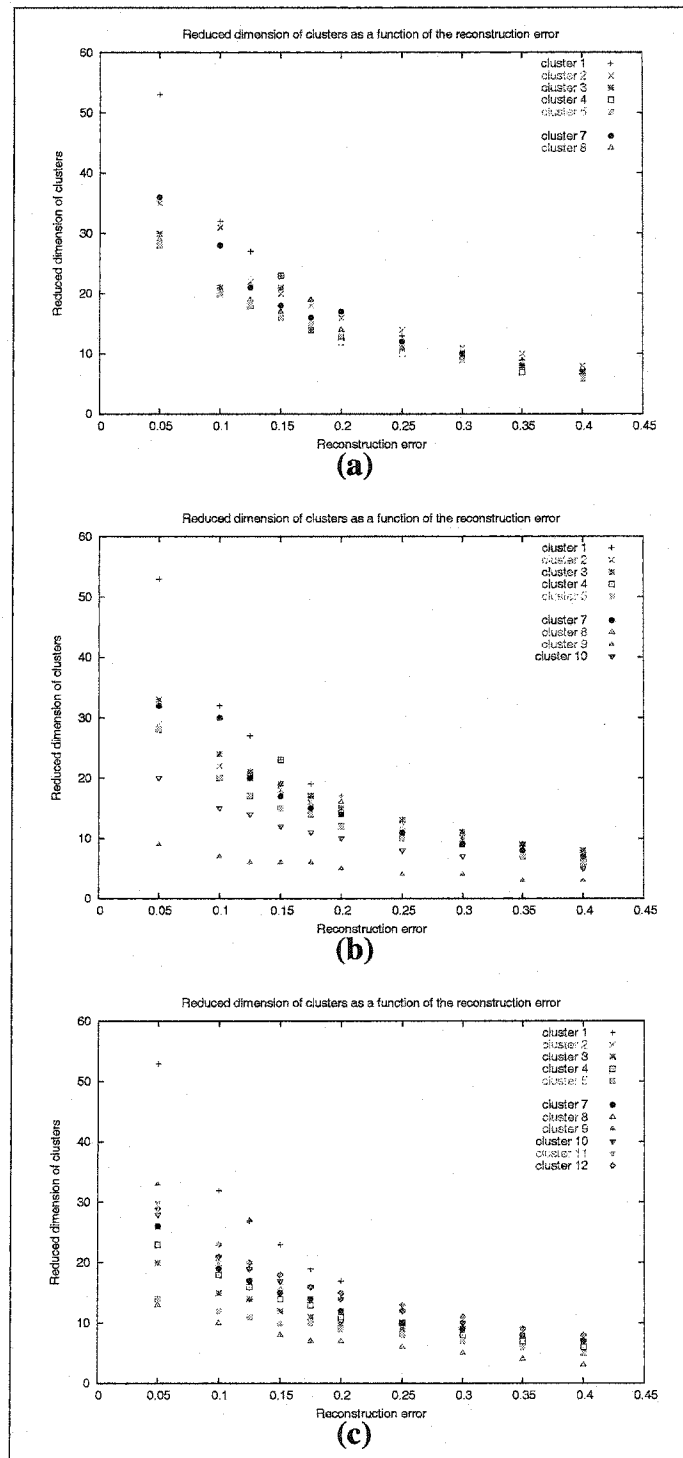 Reduced dimension of clusters as a function of the reconstruction error
60
50
40
30
20
10
0
Reduced dimension of clusters
cluster 1
cluster 2
cluster 3
cluster 4
cluster 5
cluster 7
cluster 8
0 0.05 0.1 0.15 0.2 0.25 0.3 0.35 0.4 0.45
Reconstruction error
(a)
Reduced dimension of clusters as a function of the reconstruction error
60
50
40
30
20
10
0
Reduced dimension of clusters
cluster 1
cluster 2
cluster 3
cluster 4
cluster 5
cluster 7
cluster 8
cluster 9
cluster 10
0 0.05 0.1 0.15 0.2 0.25 0.3 0.35 0.4 0.45
Reconstruction error
(b)
Reduced dimension of clusters as a function of the reconstruction error
60
50
40
30
20
10
0
Reduced dimension of clusters
cluster 1
cluster 2
cluster 3
cluster 4
cluster 5
cluster 7
cluster 8
cluster 9
cluster 10
cluster 11
cluster 12
0 0.05 0.1 0.15 0.2 0.25 0.3 0.35 0.4 0.45
Reconstruction error
(c)